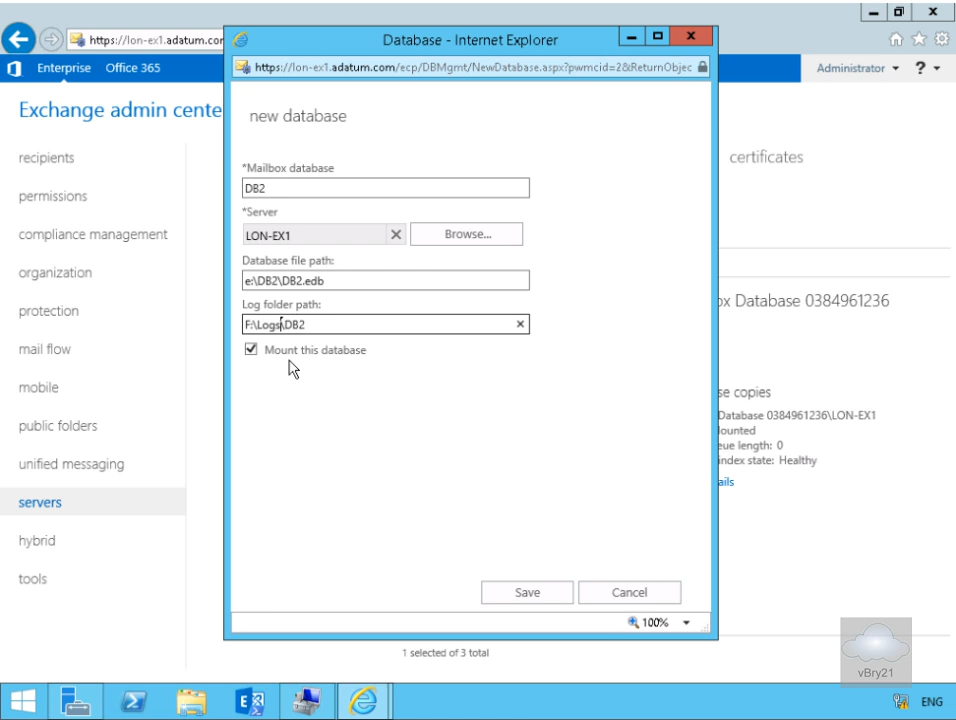 https://lon-ex1.adatum.cor
Database - Internet Explorer
https://lon-ex1.adatum.com/ecp/DBMgmt/NewDatabase.aspx?pwmcid=2&ReturnObjec
Enterprise Office 365
Administrator ?
Exchange admin cente
new database
recipients
permissions
compliance management
organization
protection
mail flow
mobile
public folders
unified messaging
servers
hybrid
tools
*Mailbox database
DB2
*Server
LON-EX1
Browse...
Database file path:
e:\DB2\DB2.edb
Log folder path:
F:\Logs\DB2
Mount this database
Save Cancel
100%
certificates
ox Database 0384961236
se copies
Database 0384961236\LON-EX1
lounted
eue length: 0
index state: Healthy
ails
1 selected of 3 total
vBry21
ENG